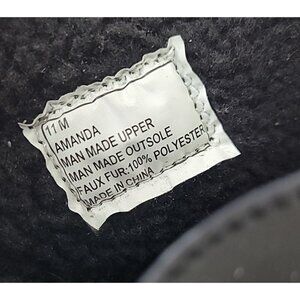 11 M
AMANDA
MAN MADE UPPER
MAN MADE OUTSOLE
FAUX FUR:100% POLYESTER
MADE IN CHINA